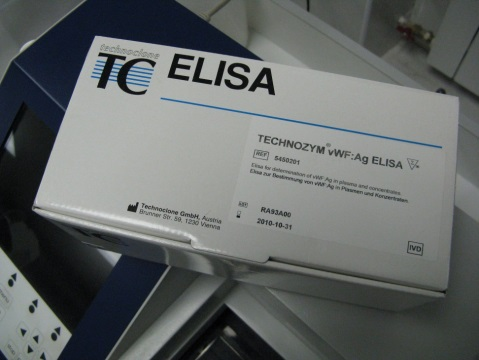 technoclone
TC ELISA
TECHNOZYM® vWF:Ag ELISA
REF 5450201
Elisa for determination of vWF:Ag in plasma and concentrates
Elisa zur Bestimmung von vWF:Ag in Plasmen und Konzentraten
RA93A00
2010-10-31
Technoclone GmbH, Austria
Brunner Str. 59, 1230 Vienna
IVD